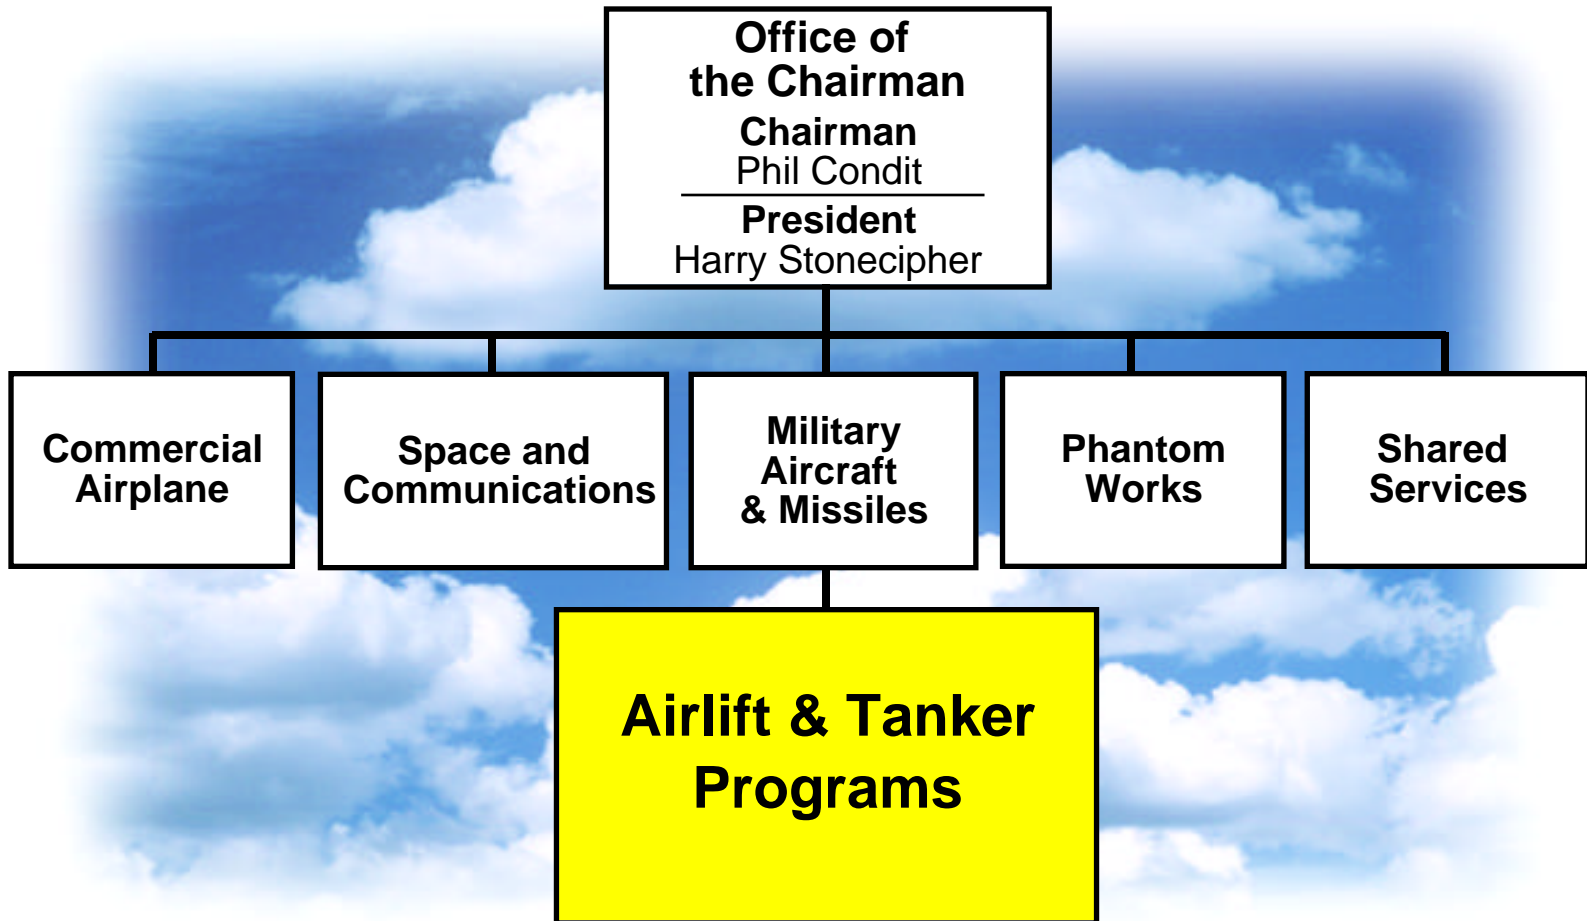 Office of
the Chairman
Chairman
Phil Condit
President
Harry Stonecipher
Commercial
Airplane
Space and
Communications
Military
Aircraft
& Missiles
Phantom
Works
Shared
Services
Airlift & Tanker
Programs